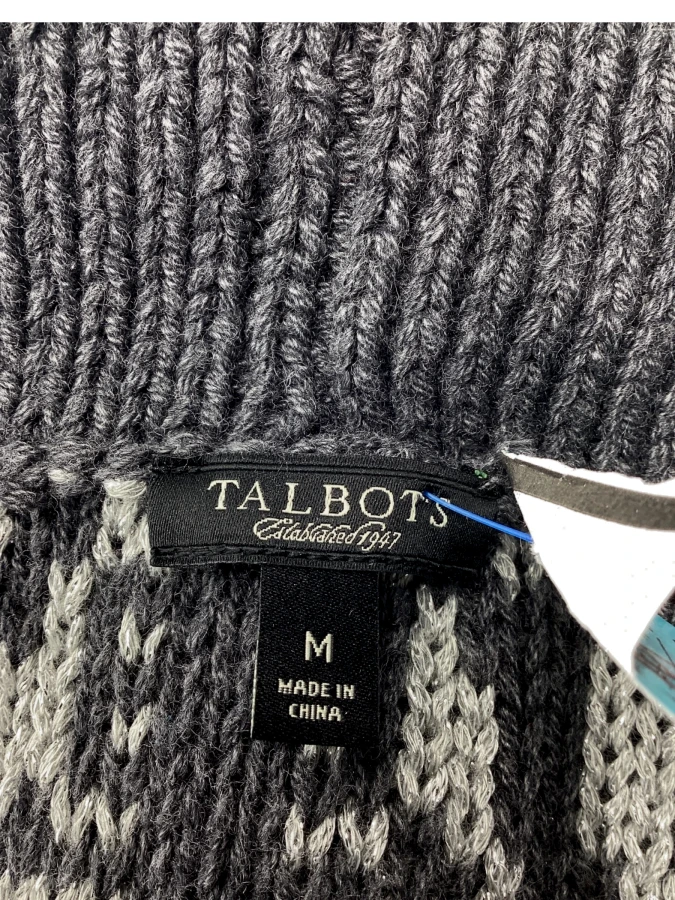 TALBOTS
Established 1947
M
MADE IN
CHINA